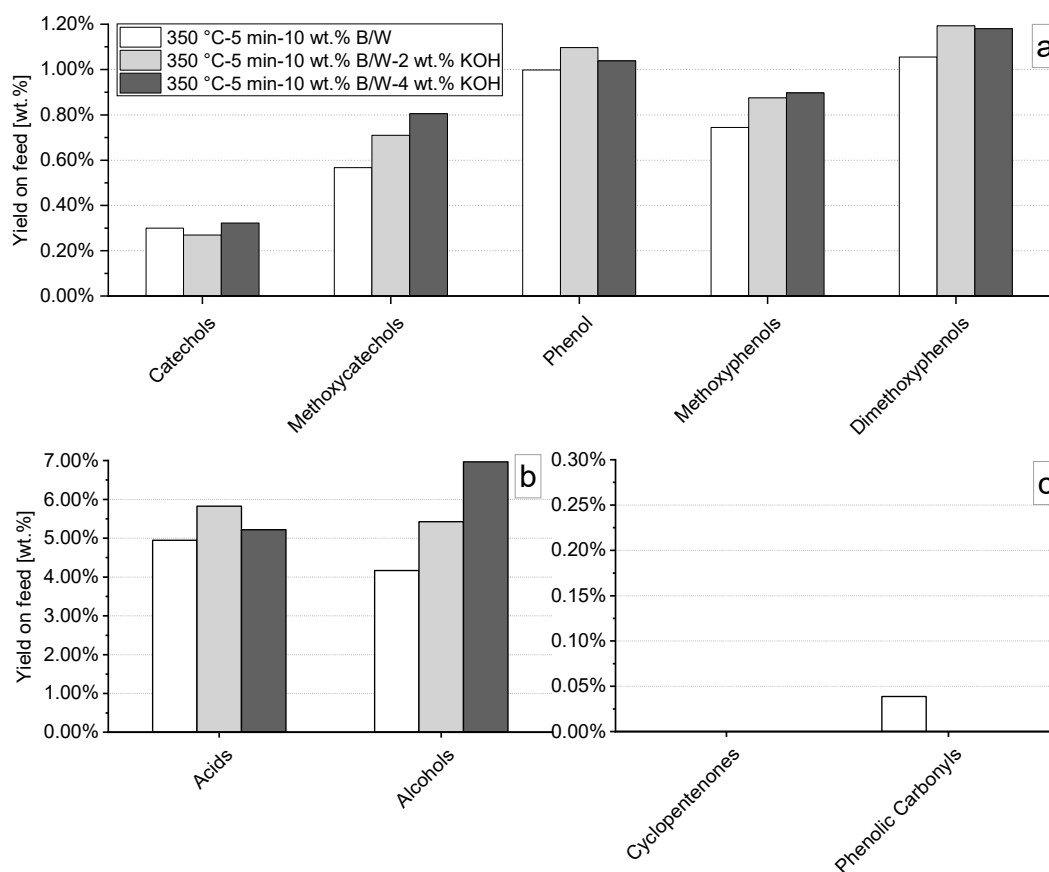 1.20%
1.00%
0.80%
0.60%
0.40%
0.20%
0.00%
Yield on feed [wt.%]
350 °C-5 min-10 wt.% B/W
350 °C-5 min-10 wt.% B/W-2 wt.% KOH
350 °C-5 min-10 wt.% B/W-4 wt.% KOH
a
Catechols
Methoxycatechols
Phenol
Methoxyphenols
Dimethoxyphenols
7.00%
6.00%
5.00%
4.00%
3.00%
2.00%
1.00%
0.00%
Yield on feed [wt.%]
b
Acids
Alcohols
0.30%
0.25%
0.20%
0.15%
0.10%
0.05%
0.00%
c
Cyclopentenones
Phenolic Carbonyls